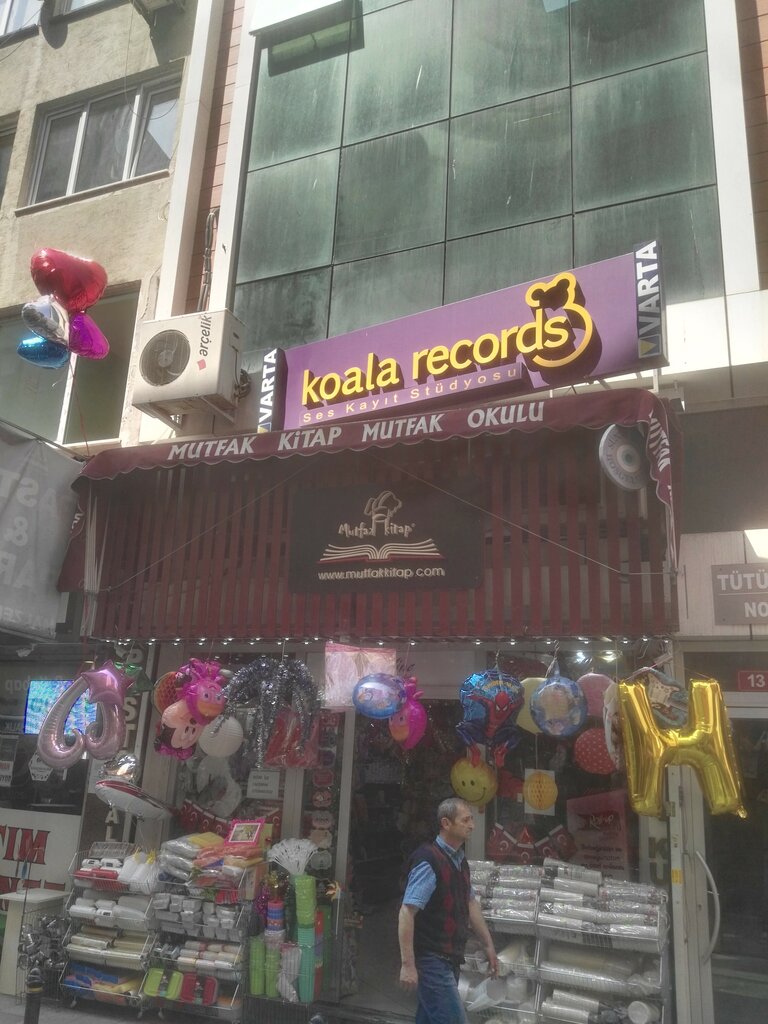 arçelik
VARTA
koala records
Ses Kayıt Stüdyosu
VARTA
MUTFAK KİTAP MUTFAK OKULU
MUTFAK
Mutfak kitap
www.mutfakkitap.com
TÜTÜ
NO
13
H